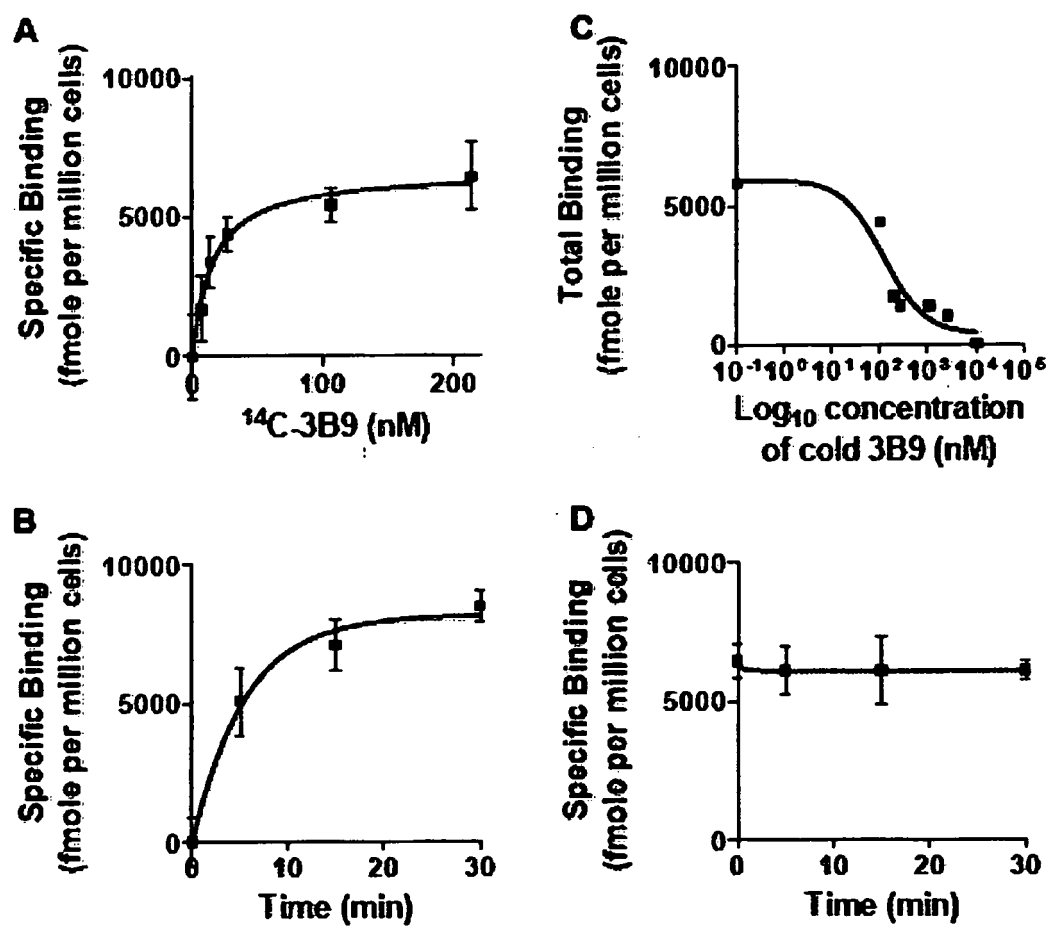 A
Specific Binding
(fmole per million cells)
10000
5000
0
0 100 200
¹⁴C-3B9 (nM)
B
Specific Binding
(fmole per million cells)
10000
5000
0
0 10 20 30
Time (min)
C
Total Binding
(fmole per million cells)
10000
5000
0
10⁻¹ 10⁰ 10¹ 10² 10³ 10⁴ 10⁵
Log₁₀ concentration
of cold 3B9 (nM)
D
Specific Binding
(fmole per million cells)
10000
5000
0
0 10 20 30
Time (min)